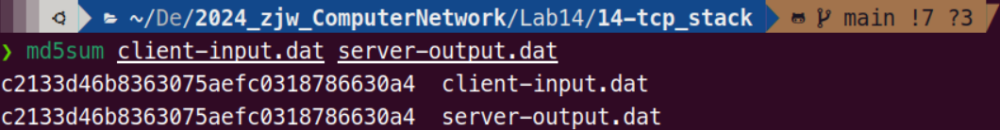 ~/De/2024_zjw_ComputerNetwork/Lab14/14-tcp_stack main !7 ?3
❯ md5sum client-input.dat server-output.dat
c2133d46b8363075aefc0318786630a4 client-input.dat
c2133d46b8363075aefc0318786630a4 server-output.dat